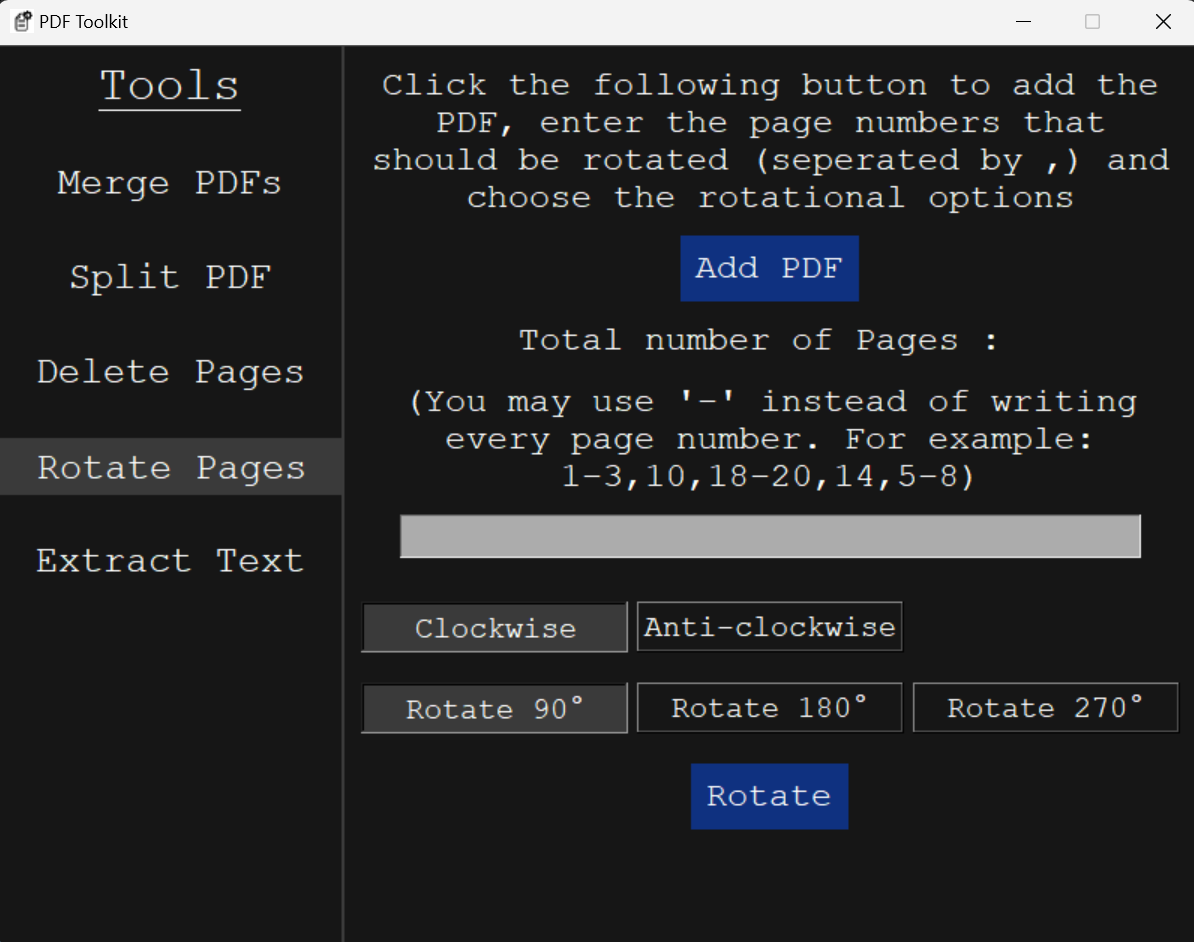 PDF Toolkit
Tools
Merge PDFs
Split PDF
Delete Pages
Rotate Pages
Extract Text
Click the following button to add the
PDF, enter the page numbers that
should be rotated (seperated by ,) and
choose the rotational options
Add PDF
Total number of Pages :
(You may use '-' instead of writing
every page number. For example:
1-3,10,18-20,14,5-8)
Clockwise Anti-clockwise
Rotate 90° Rotate 180° Rotate 270°
Rotate